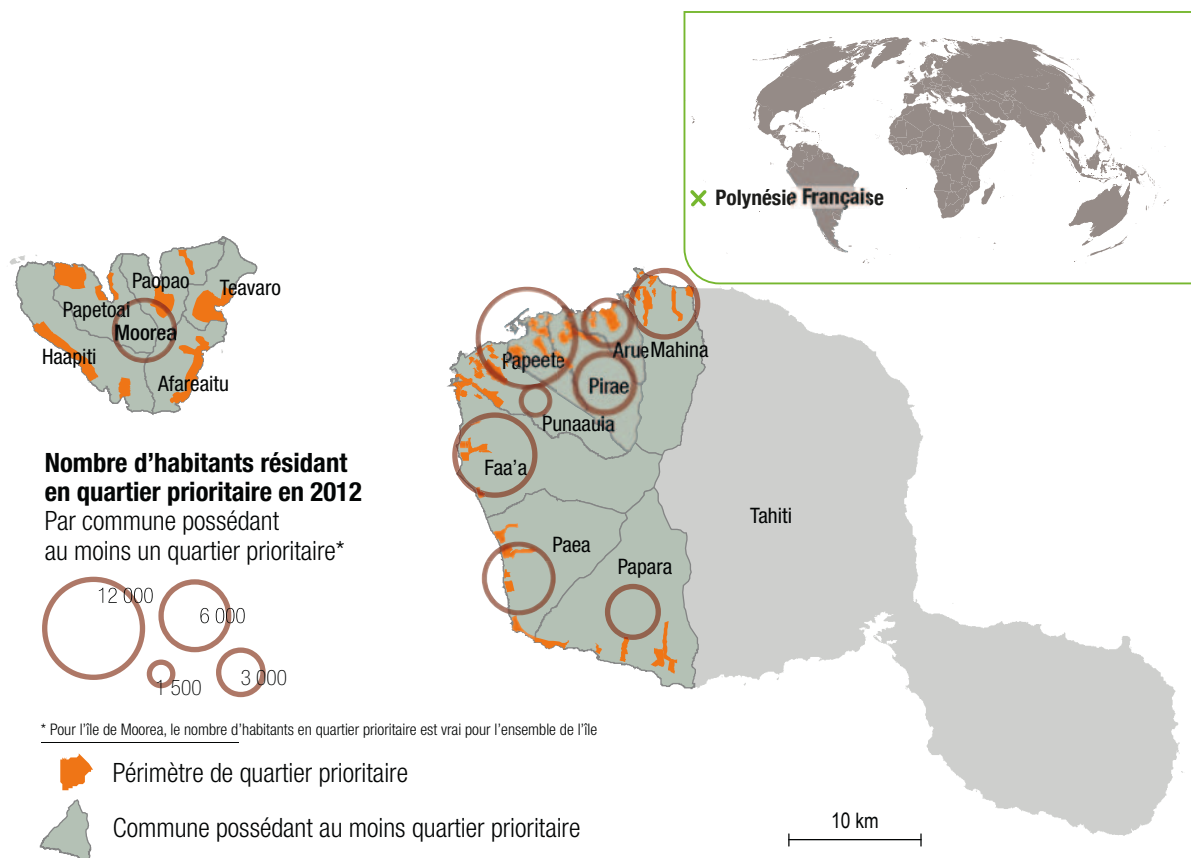 Polynésie Française
Paopao
Teavaro
Papetoai
Moorea
Haapiti
Afareaitu
Arue
Mahina
Papeete
Pirae
Punaauia
Faa'a
Tahiti
Paea
Papara
Nombre d'habitants résidant
en quartier prioritaire en 2012
Par commune possédant
au moins un quartier prioritaire*
12 000
6 000
1 500
3 000
* Pour l'île de Moorea, le nombre d'habitants en quartier prioritaire est vrai pour l'ensemble de l'île
Périmètre de quartier prioritaire
Commune possédant au moins quartier prioritaire
10 km